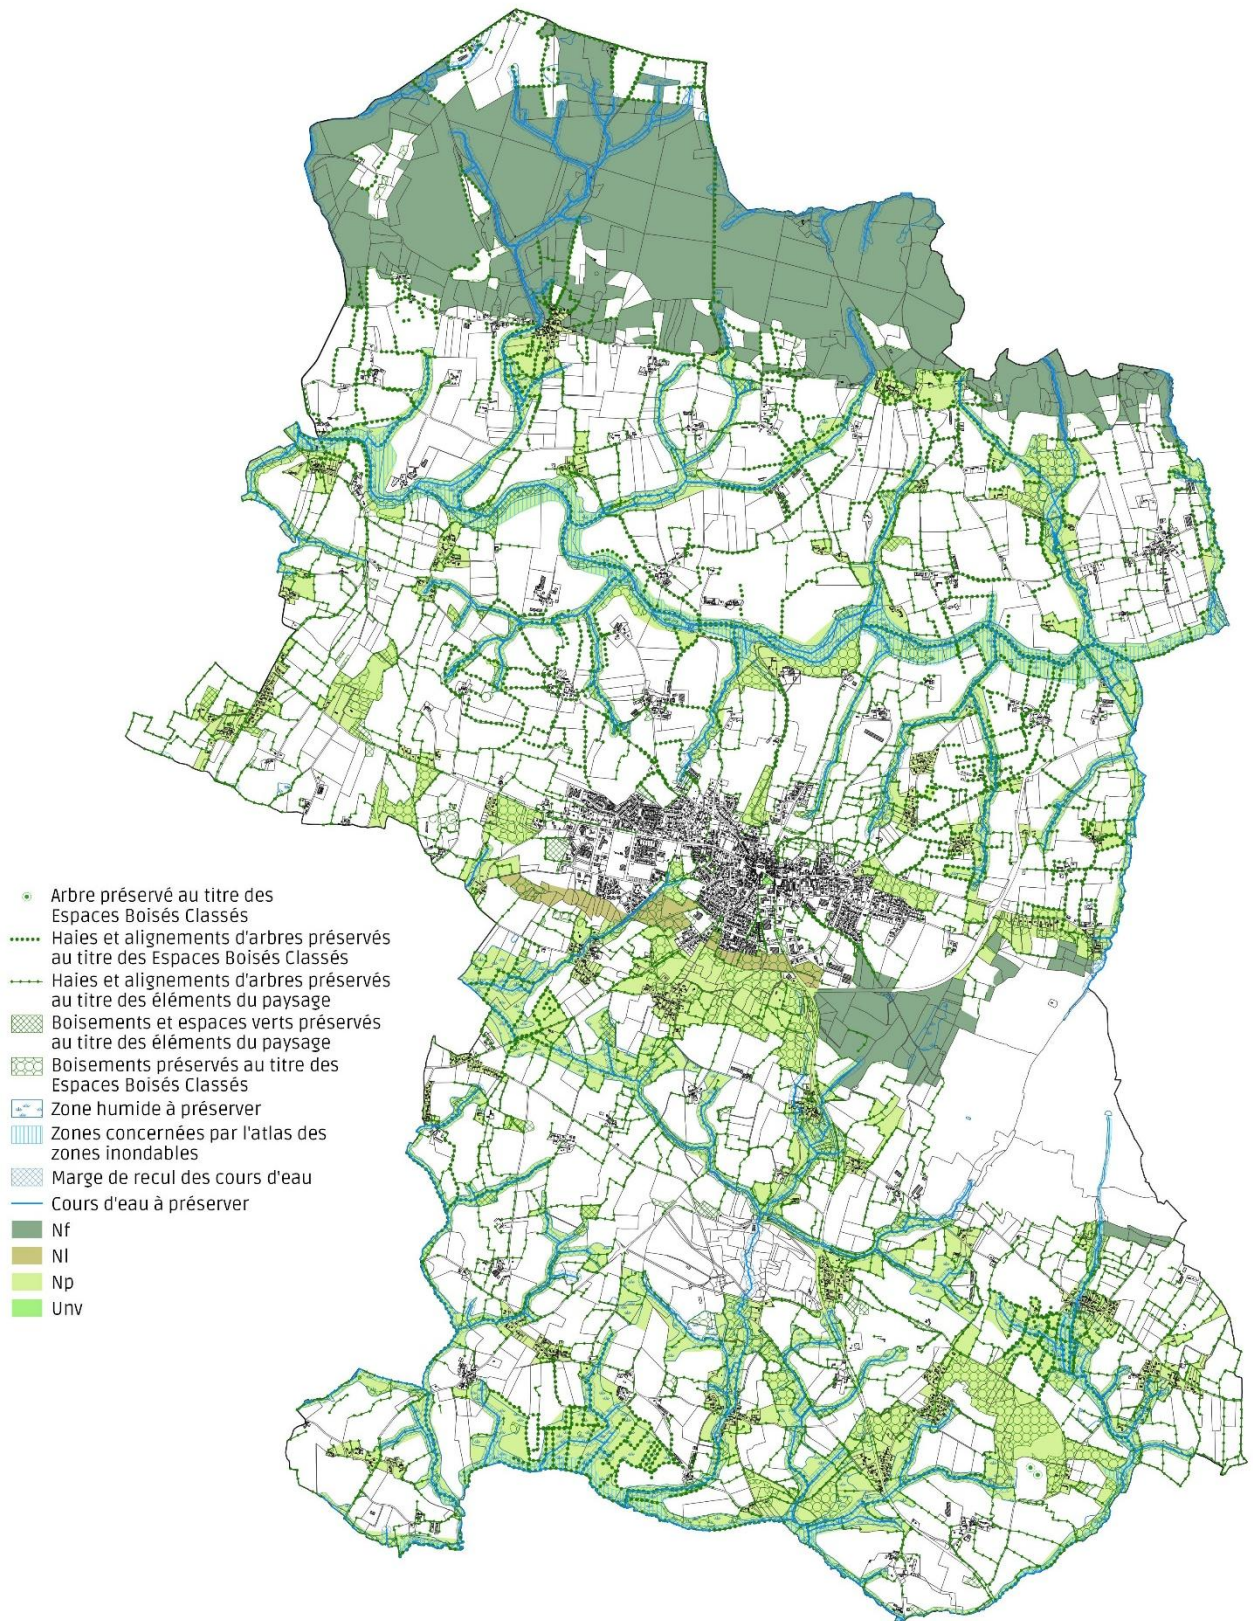 Arbre préservé au titre des
Espaces Boisés Classés
Haies et alignements d'arbres préservés
au titre des Espaces Boisés Classés
Haies et alignements d'arbres préservés
au titre des éléments du paysage
Boisements et espaces verts préservés
au titre des éléments du paysage
Boisements préservés au titre des
Espaces Boisés Classés
Zone humide à préserver
Zones concernées par l'atlas des
zones inondables
Marge de recul des cours d'eau
Cours d'eau à préserver
Nf
Nl
Np
Unv